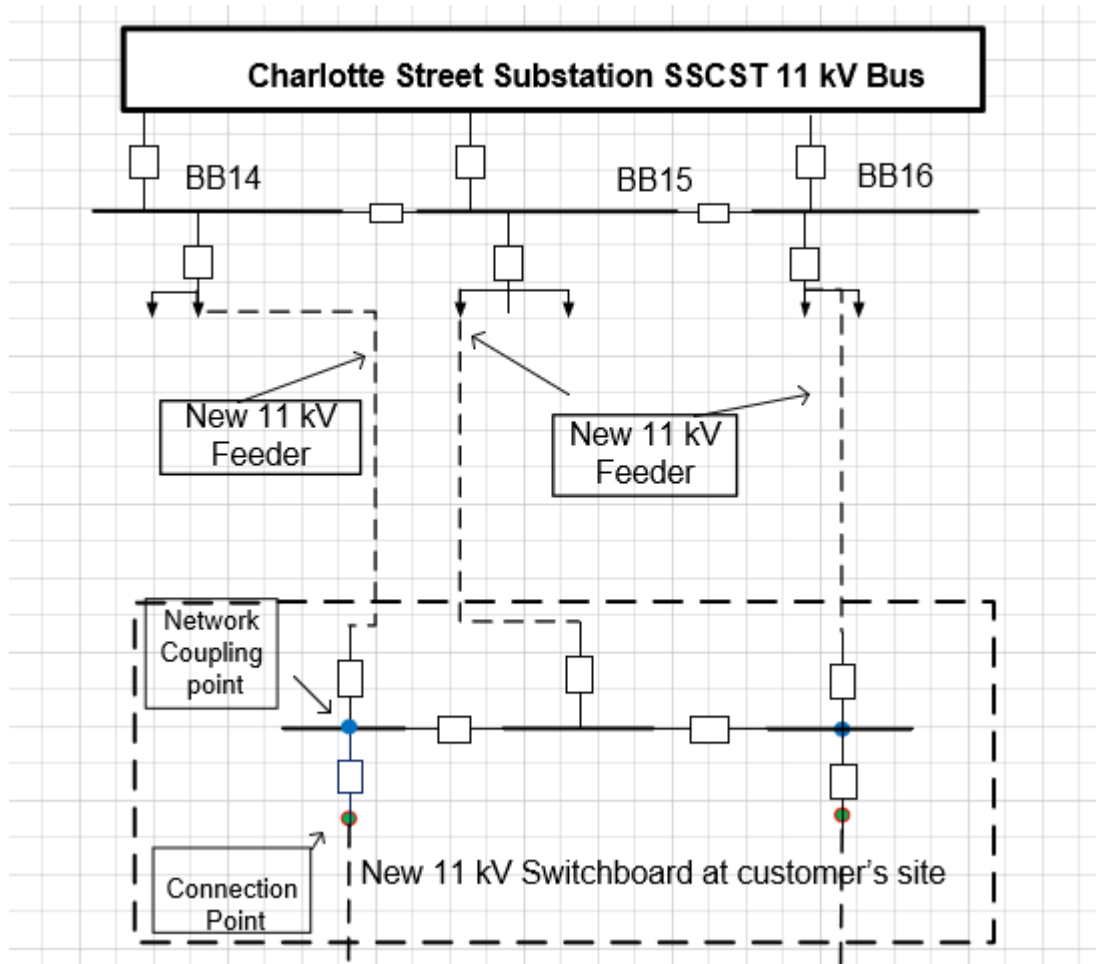 Charlotte Street Substation SSCST 11 kV Bus
BB14
BB15
BB16
New 11 kV
Feeder
New 11 kV
Feeder
Network
Coupling
point
New 11 kV Switchboard at customer's site
Connection
Point